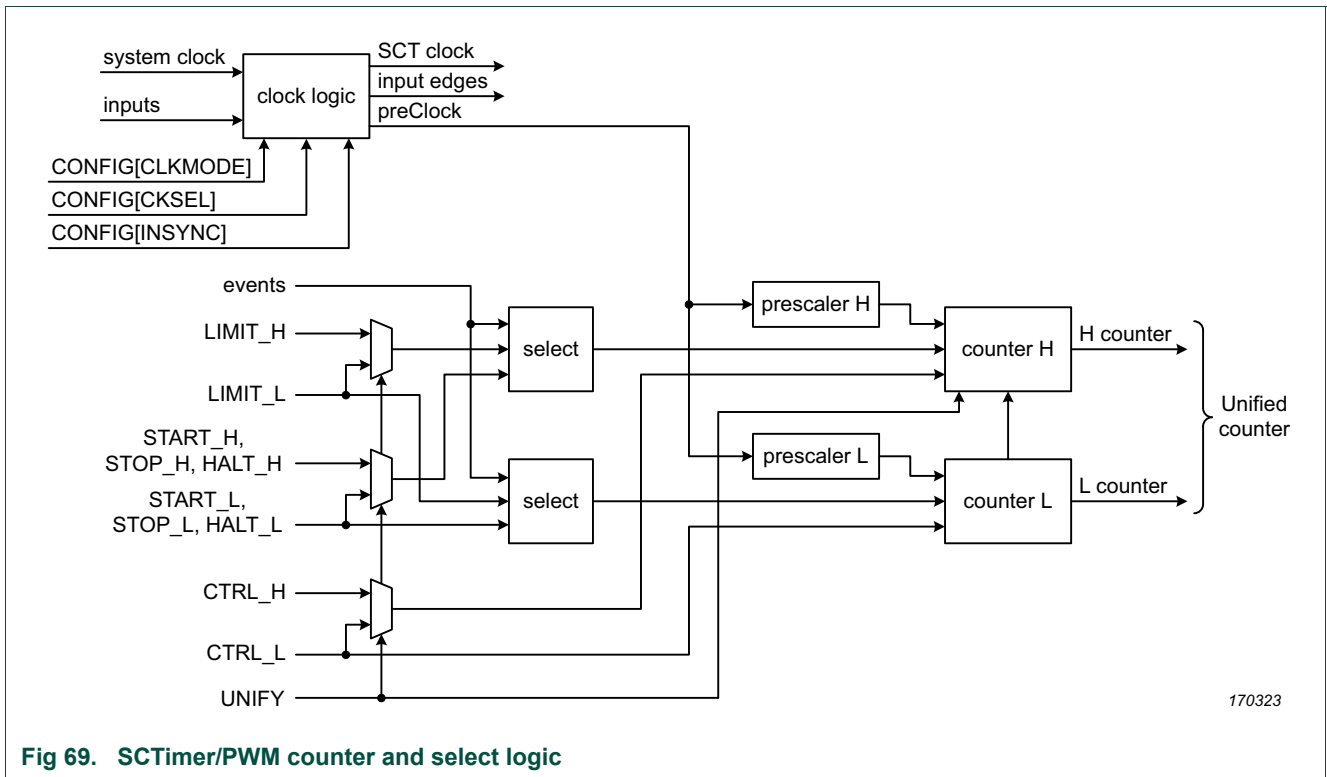 system clock
inputs
clock logic
SCT clock
input edges
preClock
CONFIG[CLKMODE]
CONFIG[CKSEL]
CONFIG[INSYNC]
events
LIMIT_H
LIMIT_L
START_H,
STOP_H, HALT_H
START_L,
STOP_L, HALT_L
CTRL_H
CTRL_L
UNIFY
select
select
prescaler H
prescaler L
counter H
counter L
H counter
L counter
Unified
counter
170323
Fig 69. SCTimer/PWM counter and select logic